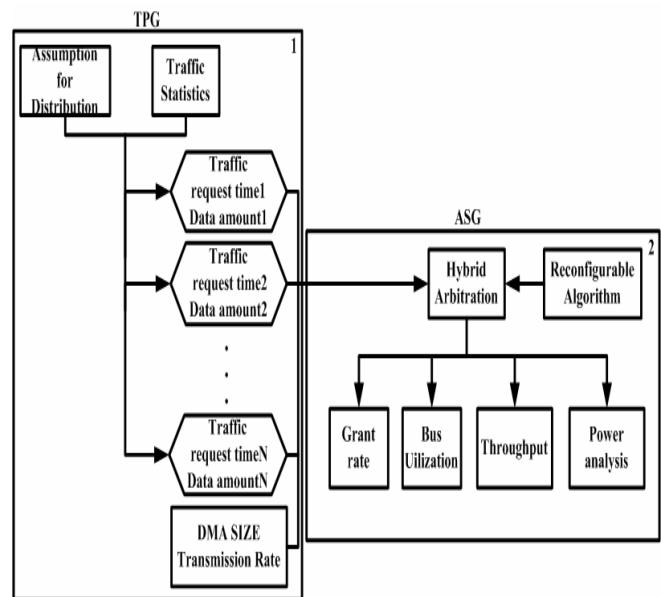 TPG
1
Assumption
for
Distribution
Traffic
Statistics
Traffic
request time1
Data amount1
Traffic
request time2
Data amount2
.
.
.
Traffic
request timeN
Data amountN
DMA SIZE
Transmission Rate
ASG
2
Hybrid
Arbitration
Reconfigurable
Algorithm
Grant
rate
Bus
Uilization
Throughput
Power
analysis